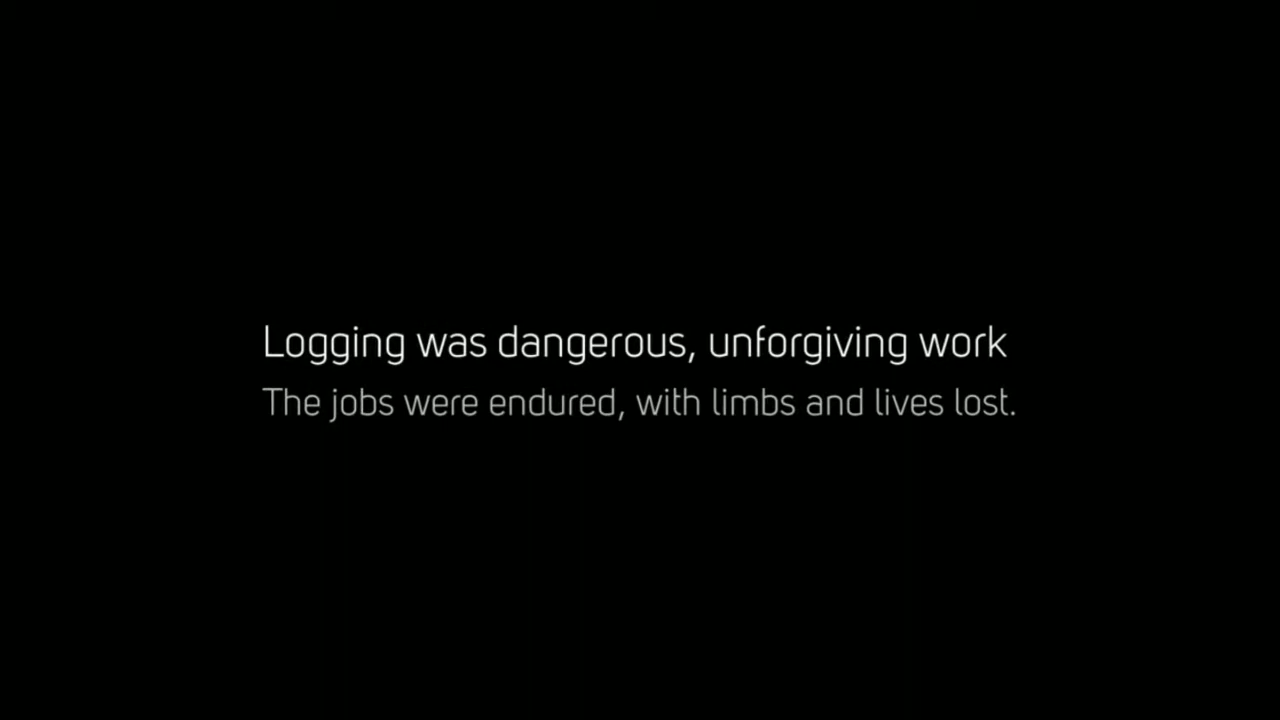 Logging was dangerous, unforgiving work
The jobs were endured, with limbs and lives lost.